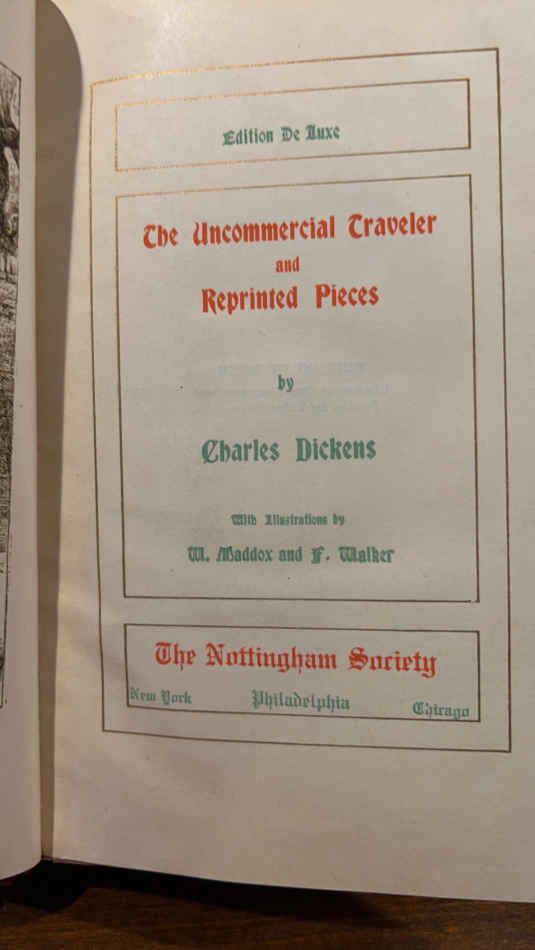 Edition De Luxe
The Uncommercial Traveler
and
Reprinted Pieces
by
Charles Dickens
With Illustrations by
W. Maddox and F. Walker
The Nottingham Society
New York Philadelphia Chicago